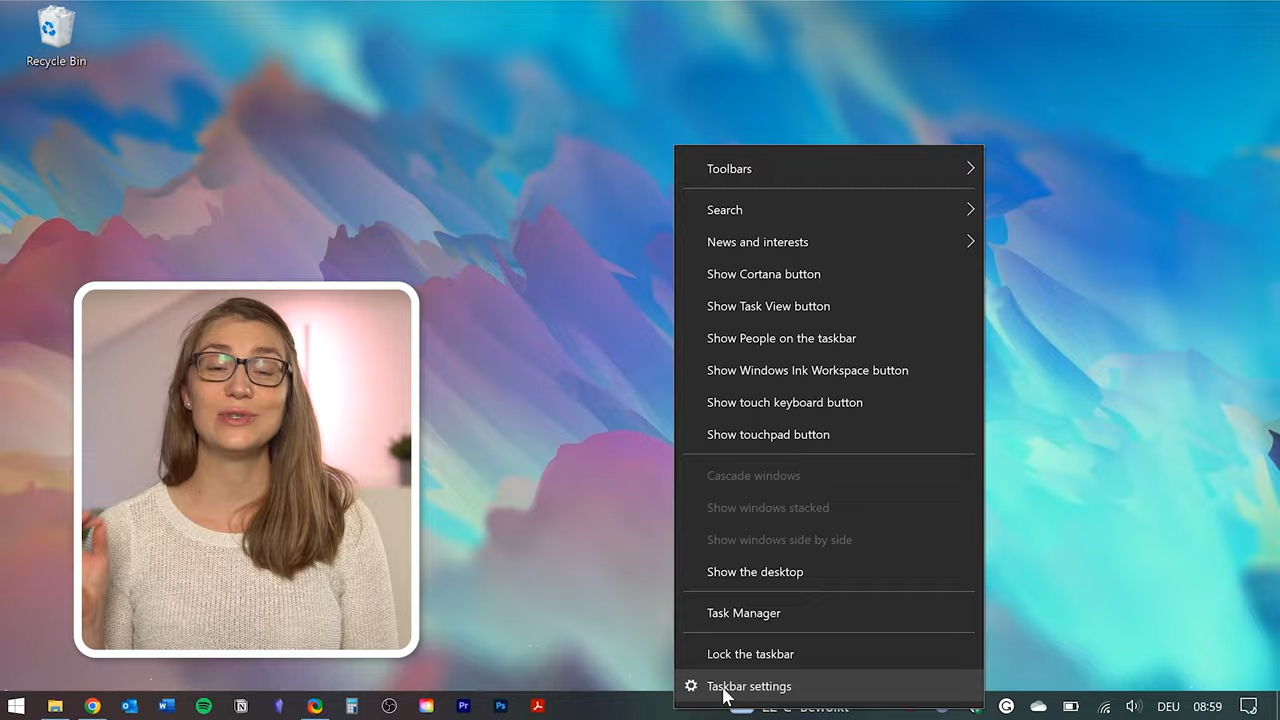 Recycle Bin
Toolbars
Search
News and interests
Show Cortana button
Show Task View button
Show People on the taskbar
Show Windows Ink Workspace button
Show touch keyboard button
Show touchpad button
Cascade windows
Show windows stacked
Show windows side by side
Show the desktop
Task Manager
Lock the taskbar
Taskbar settings
Pr
Ps
DEU
08:59